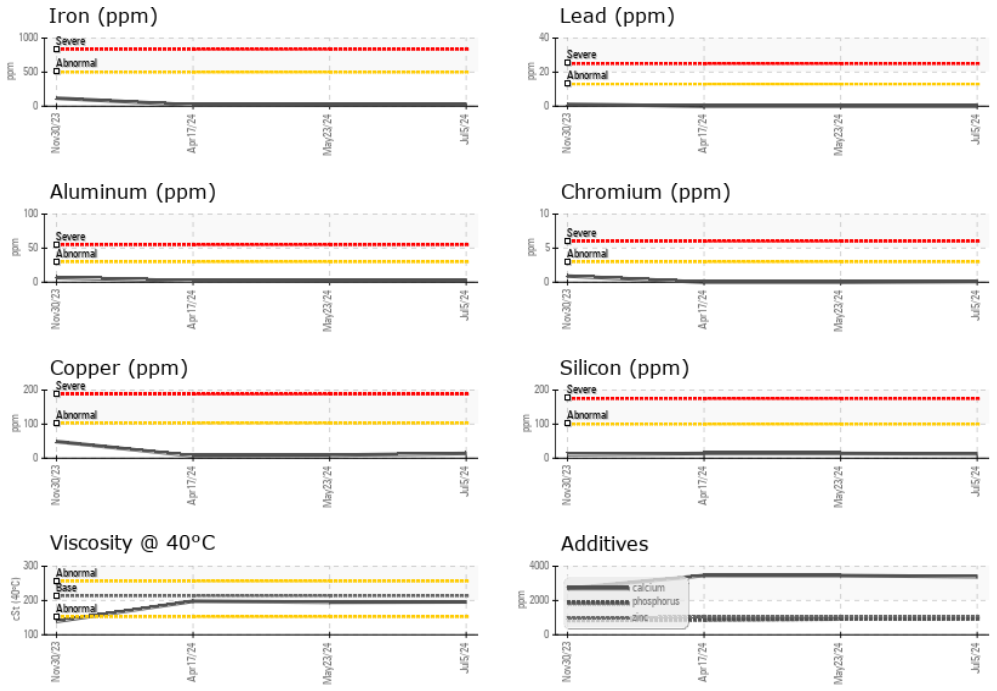 Iron (ppm)
1000
500
0
ppm
Severe
Abnormal
Nov30/23
Apr17/24
May23/24
Jul5/24
Lead (ppm)
40
20
0
ppm
Severe
Abnormal
Nov30/23
Apr17/24
May23/24
Jul5/24
Aluminum (ppm)
100
50
0
ppm
Severe
Abnormal
Nov30/23
Apr17/24
May23/24
Jul5/24
Chromium (ppm)
10
5
0
ppm
Severe
Abnormal
Nov30/23
Apr17/24
May23/24
Jul5/24
Copper (ppm)
200
100
0
ppm
Severe
Abnormal
Nov30/23
Apr17/24
May23/24
Jul5/24
Silicon (ppm)
200
100
0
ppm
Severe
Abnormal
Nov30/23
Apr17/24
May23/24
Jul5/24
Viscosity @ 40°C
300
200
100
cSt (40°C)
Abnormal
Base
Abnormal
Nov30/23
Apr17/24
May23/24
Jul5/24
Additives
4000
2000
0
ppm
calcium
phosphorus
zinc
Nov30/23
Apr17/24
May23/24
Jul5/24